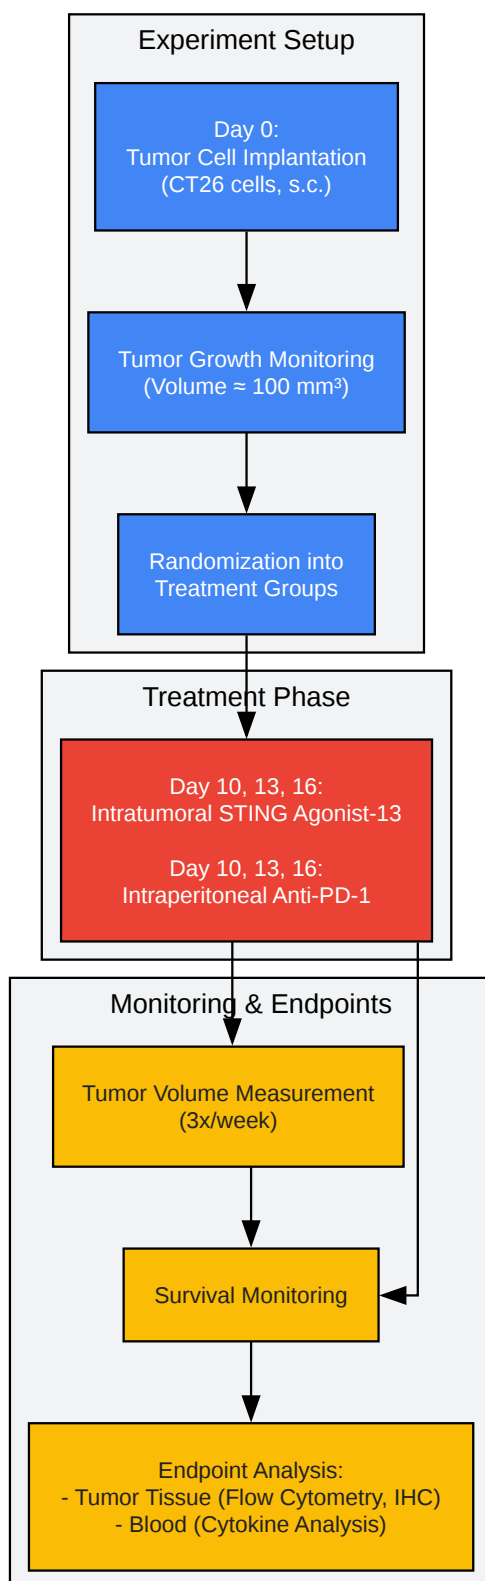 Experiment Setup
Day 0:
Tumor Cell Implantation
(CT26 cells, s.c.)
Tumor Growth Monitoring
(Volume ≈ 100 mm³)
Randomization into
Treatment Groups
Treatment Phase
Day 10, 13, 16:
Intratumoral STING Agonist-13
Day 10, 13, 16:
Intraperitoneal Anti-PD-1
Monitoring & Endpoints
Tumor Volume Measurement
(3x/week)
Survival Monitoring
Endpoint Analysis:
- Tumor Tissue (Flow Cytometry, IHC)
- Blood (Cytokine Analysis)